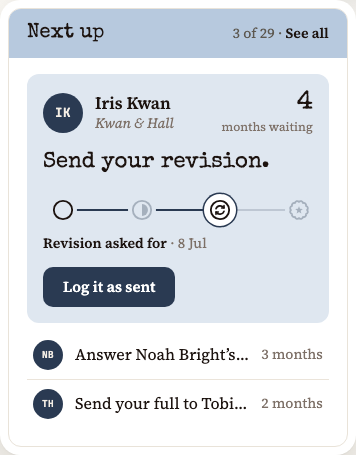 Next up
3 of 29 · See all
IK
Iris Kwan
Kwan & Hall
4
months waiting
Send your revision.
Revision asked for · 8 Jul
Log it as sent
NB
Answer Noah Bright's...
3 months
TH
Send your full to Tobi...
2 months